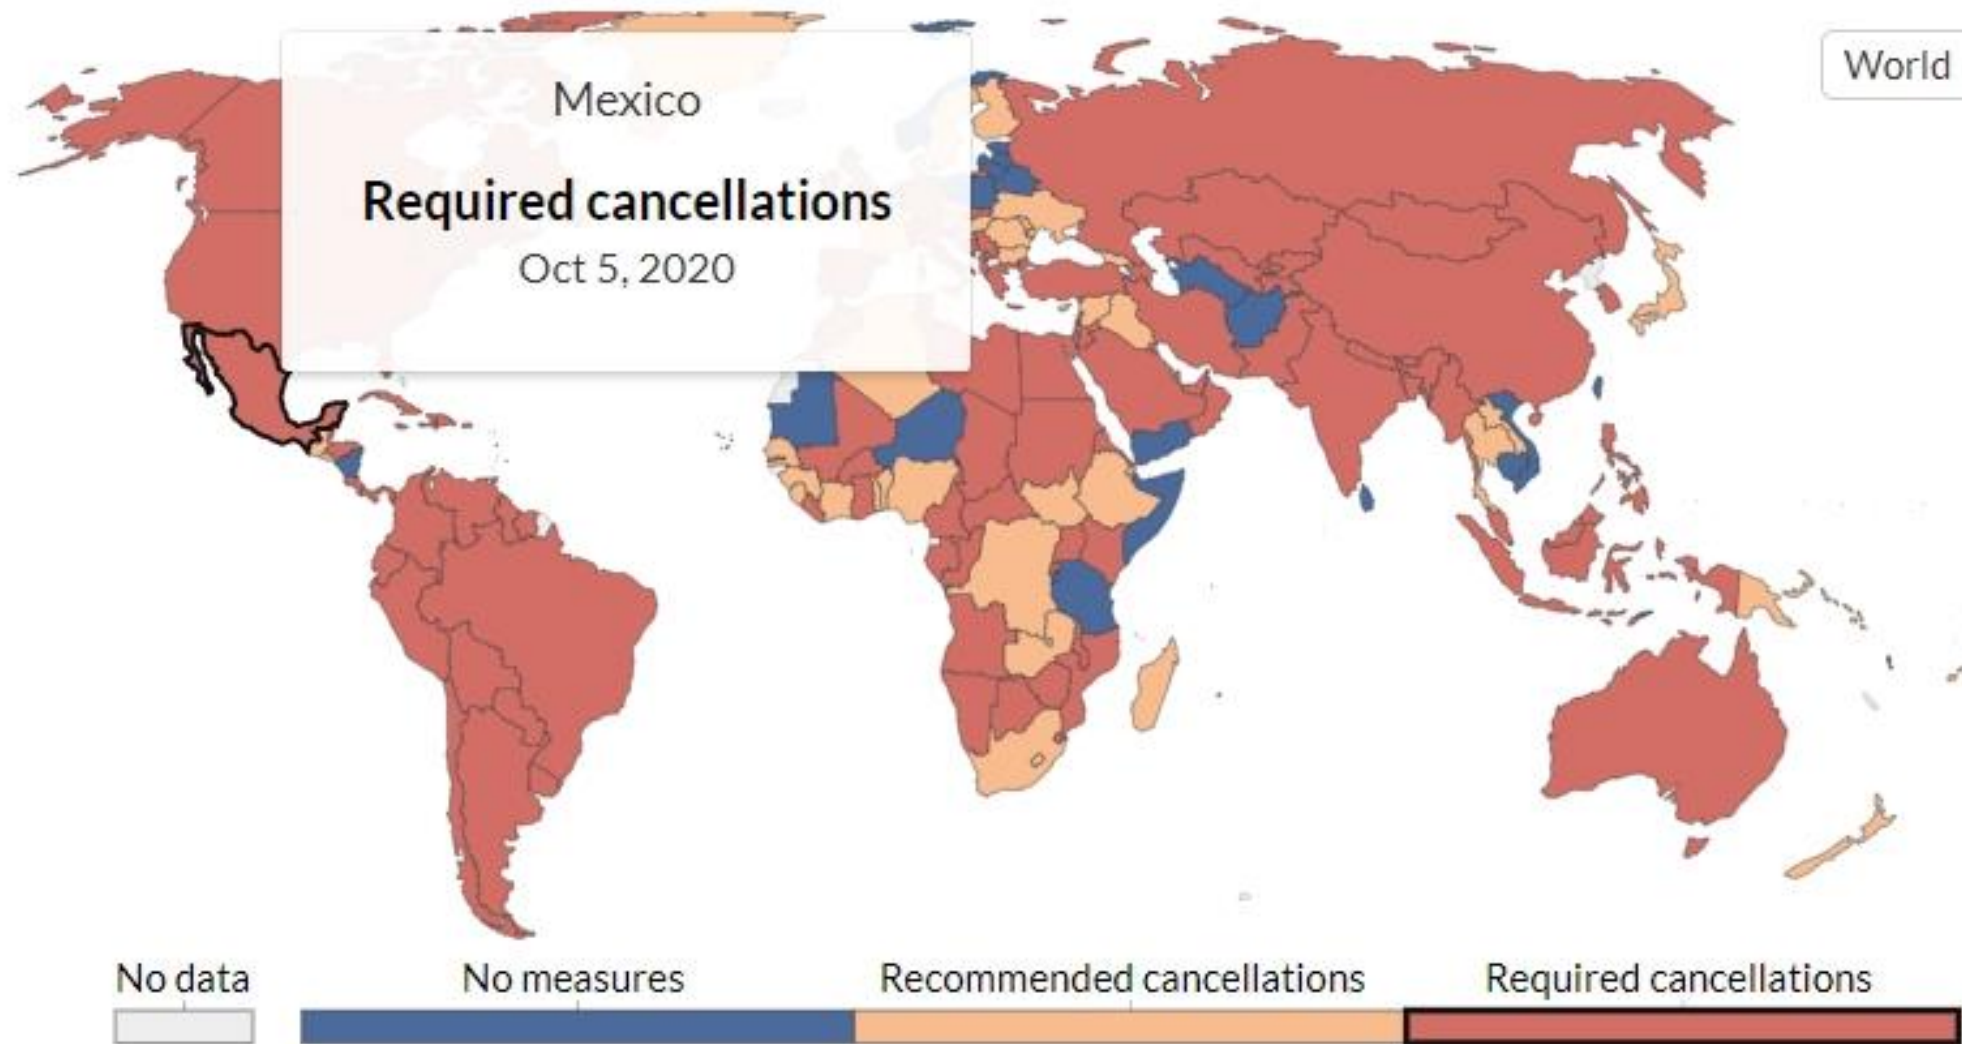 Mexico
Required cancellations
Oct 5, 2020
World
No data
No measures
Recommended cancellations
Required cancellations